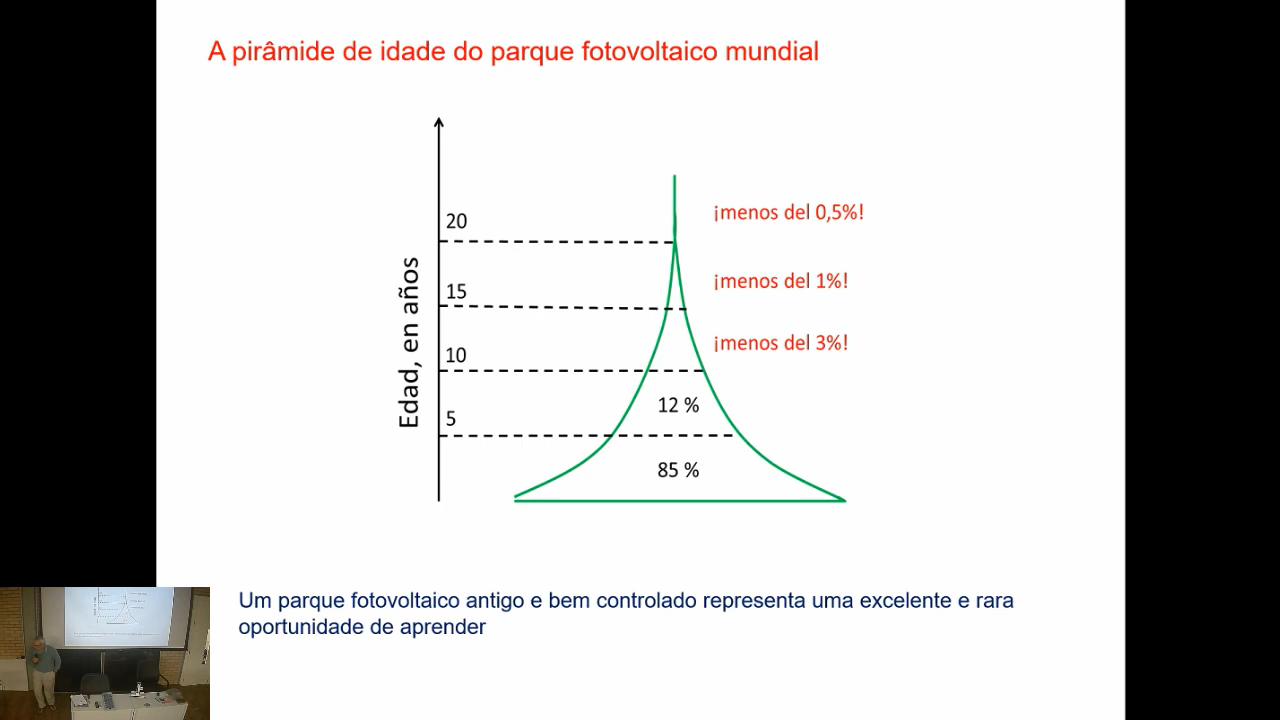 A pirâmide de idade do parque fotovoltaico mundial
Edad, en años
20
15
10
5
¡menos del 0,5%!
¡menos del 1%!
¡menos del 3%!
12 %
85 %
Um parque fotovoltaico antigo e bem controlado representa uma excelente e rara
oportunidade de aprender